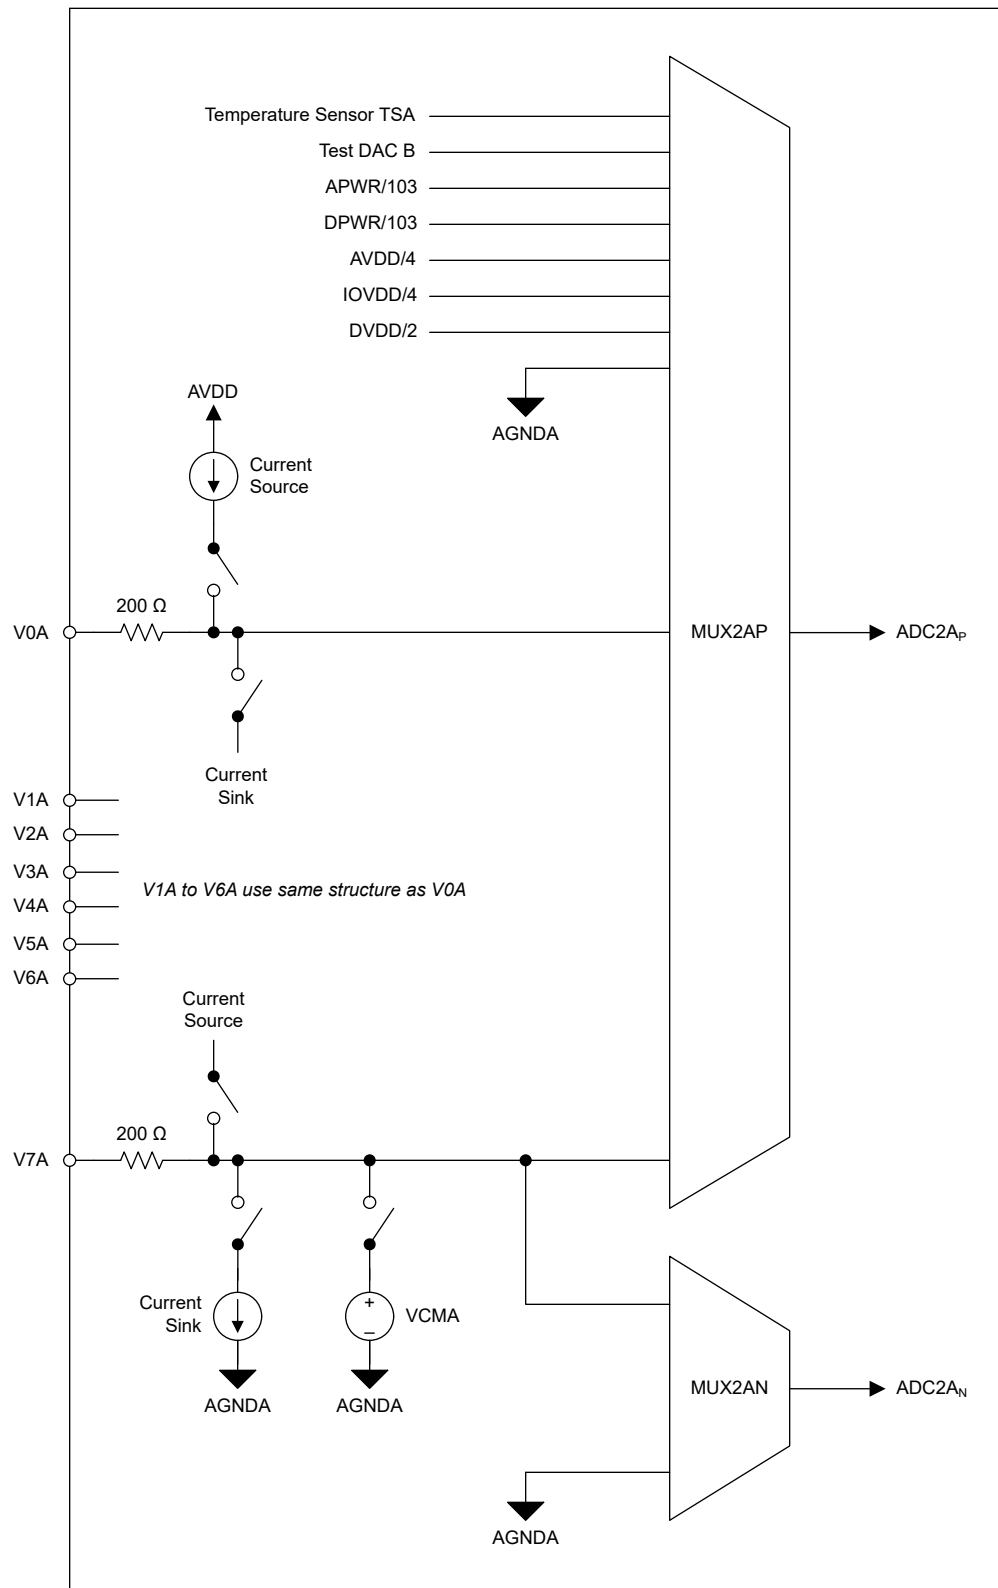 Temperature Sensor TSA
Test DAC B
APWR/103
DPWR/103
AVDD/4
IOVDD/4
DVDD/2
AVDD
AGNDA
Current
Source
200 Ω
V0A
MUX2AP
ADC2AP
Current
Sink
V1A
V2A
V3A
V1A to V6A use same structure as V0A
V4A
V5A
V6A
Current
Source
200 Ω
V7A
Current
Sink
+
–
VCMA
AGNDA
AGNDA
MUX2AN
ADC2AN
AGNDA